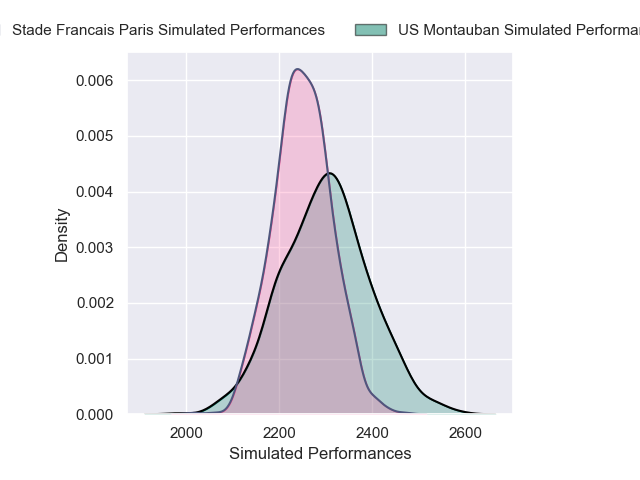 Stade Francais Paris Simulated Performances US Montauban Simulated
0.006
0.005
0.004
0.003
0.002
0.001
0.000
Density
2000 2200 2400 2600
Simulated Performances